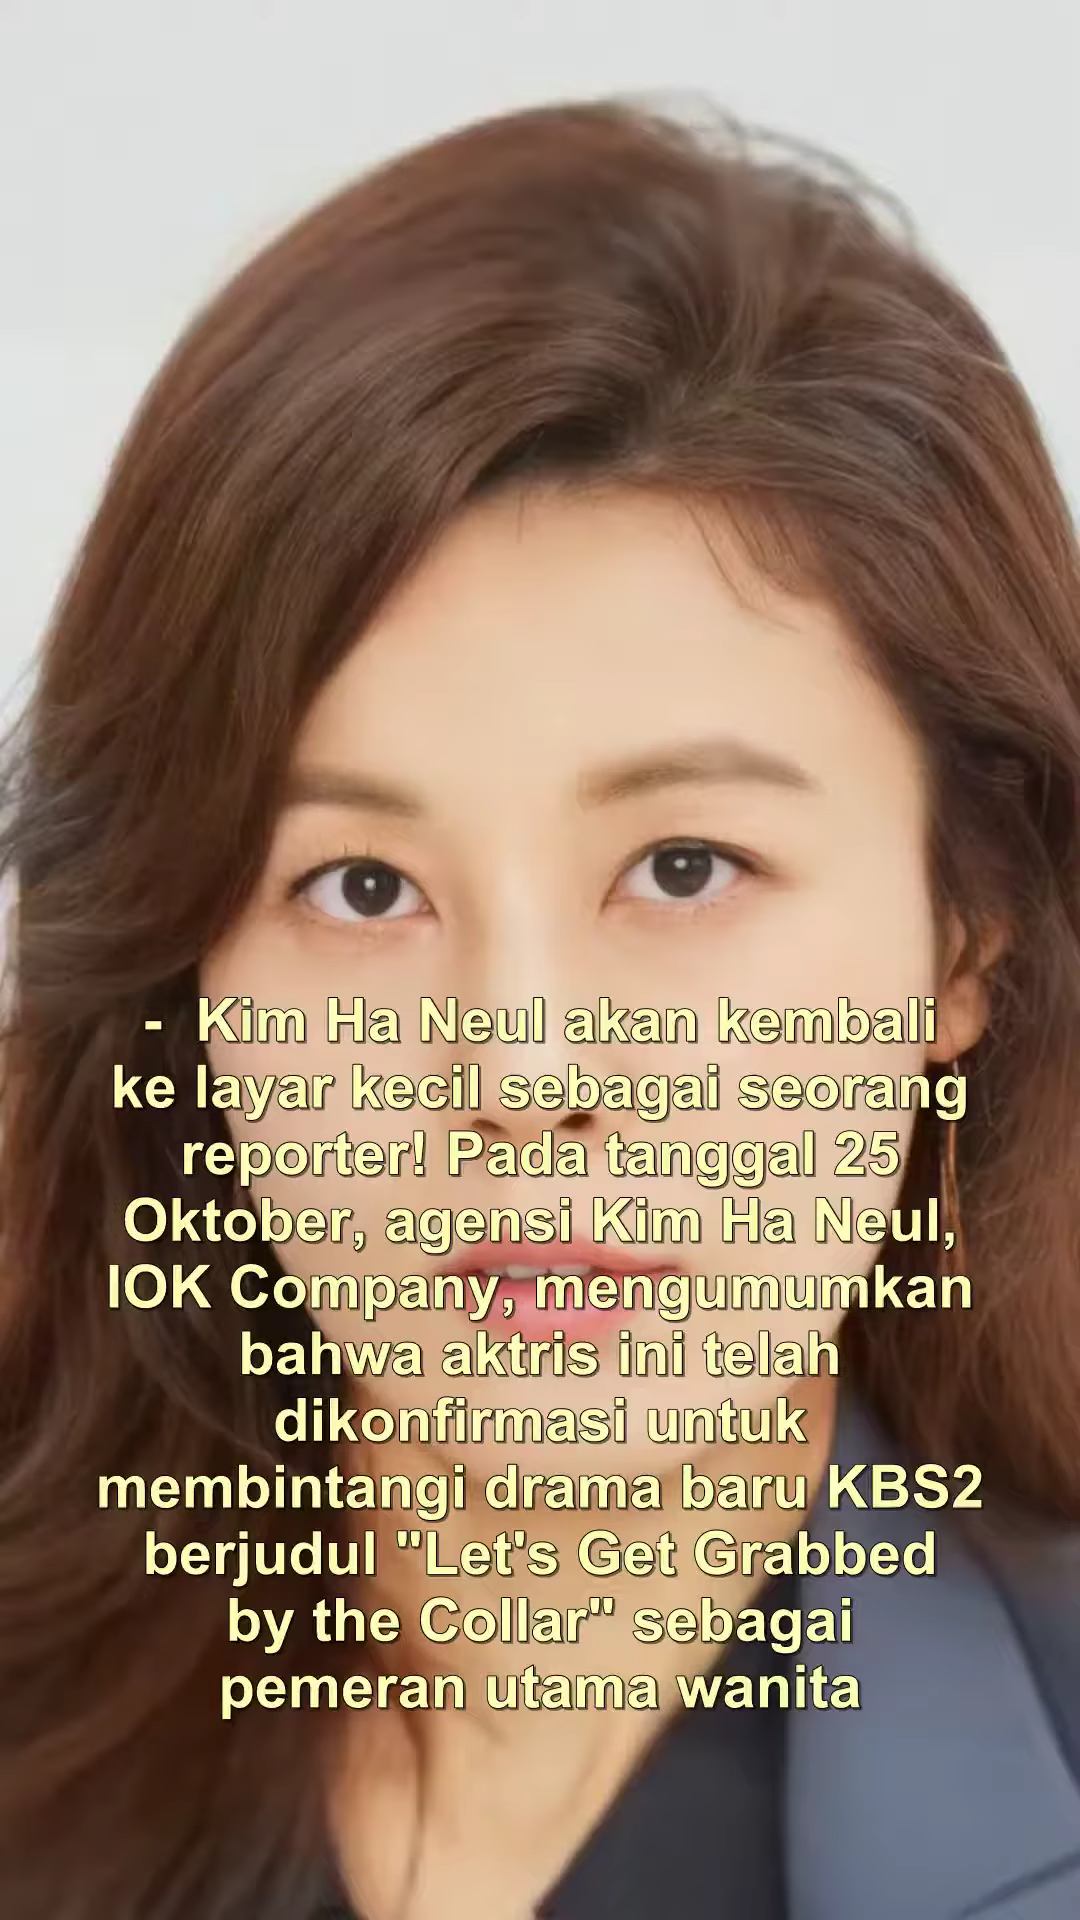 - Kim Ha Neul akan kembali
ke layar kecil sebagai seorang
reporter! Pada tanggal 25
Oktober, agensi Kim Ha Neul,
IOK Company, mengumumkan
bahwa aktris ini telah
dikonfirmasi untuk
membintangi drama baru KBS2
berjudul "Let's Get Grabbed
by the Collar" sebagai
pemeran utama wanita